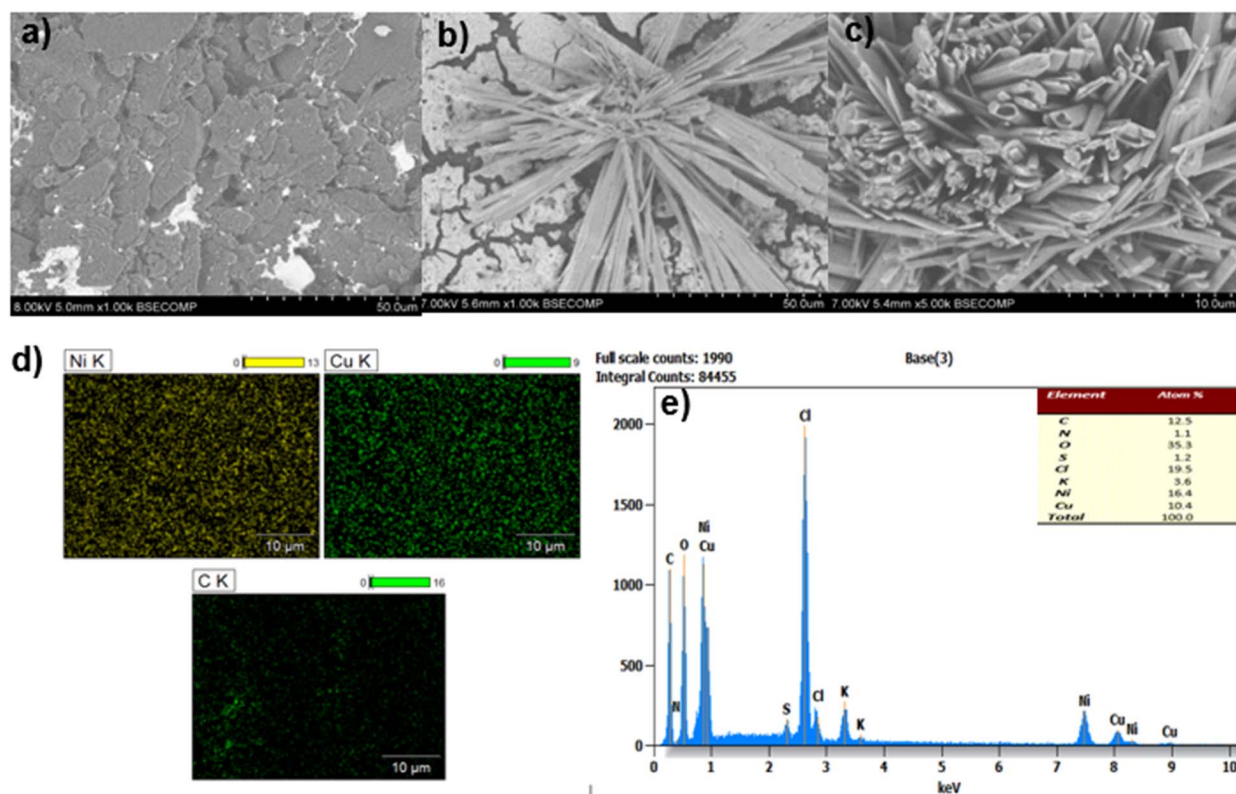 a)
8.00kV 5.0mm x1.00k BSECOMP 50.0um
b)
7.00kV 5.6mm x1.00k BSECOMP 50.0um
c)
7.00kV 5.4mm x5.00k BSECOMP 10.0um
d)
Ni K 0 13
10 μm
Cu K 0 9
10 μm
C K 0 16
10 μm
Full scale counts: 1990 Base(3)
Integral Counts: 84455
e)
Element Atom %
C 12.5
N 1.1
O 35.3
S 1.2
Cl 19.5
K 3.6
Ni 16.4
Cu 10.4
Total 100.0
2000
1500
1000
500
0
C
N
O
Ni
Cu
S
Cl
Cl
K
K
Ni
Cu
Ni
Cu
0 1 2 3 4 5 6 7 8 9 10
keV